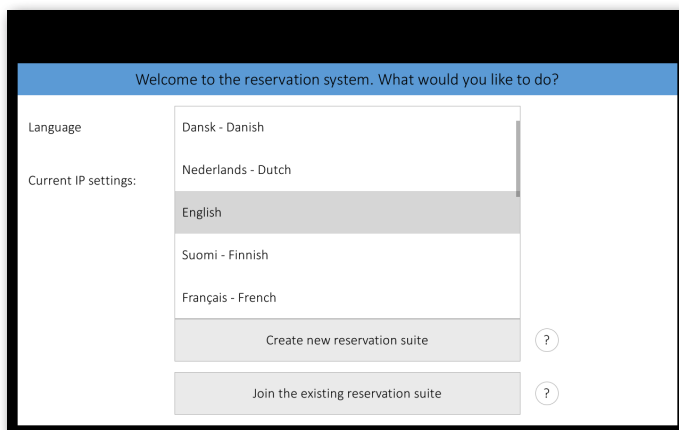 Welcome to the reservation system. What would you like to do?
Language
Dansk - Danish
Nederlands - Dutch
Current IP settings:
English
Suomi - Finnish
Français - French
Create new reservation suite
?
Join the existing reservation suite
?